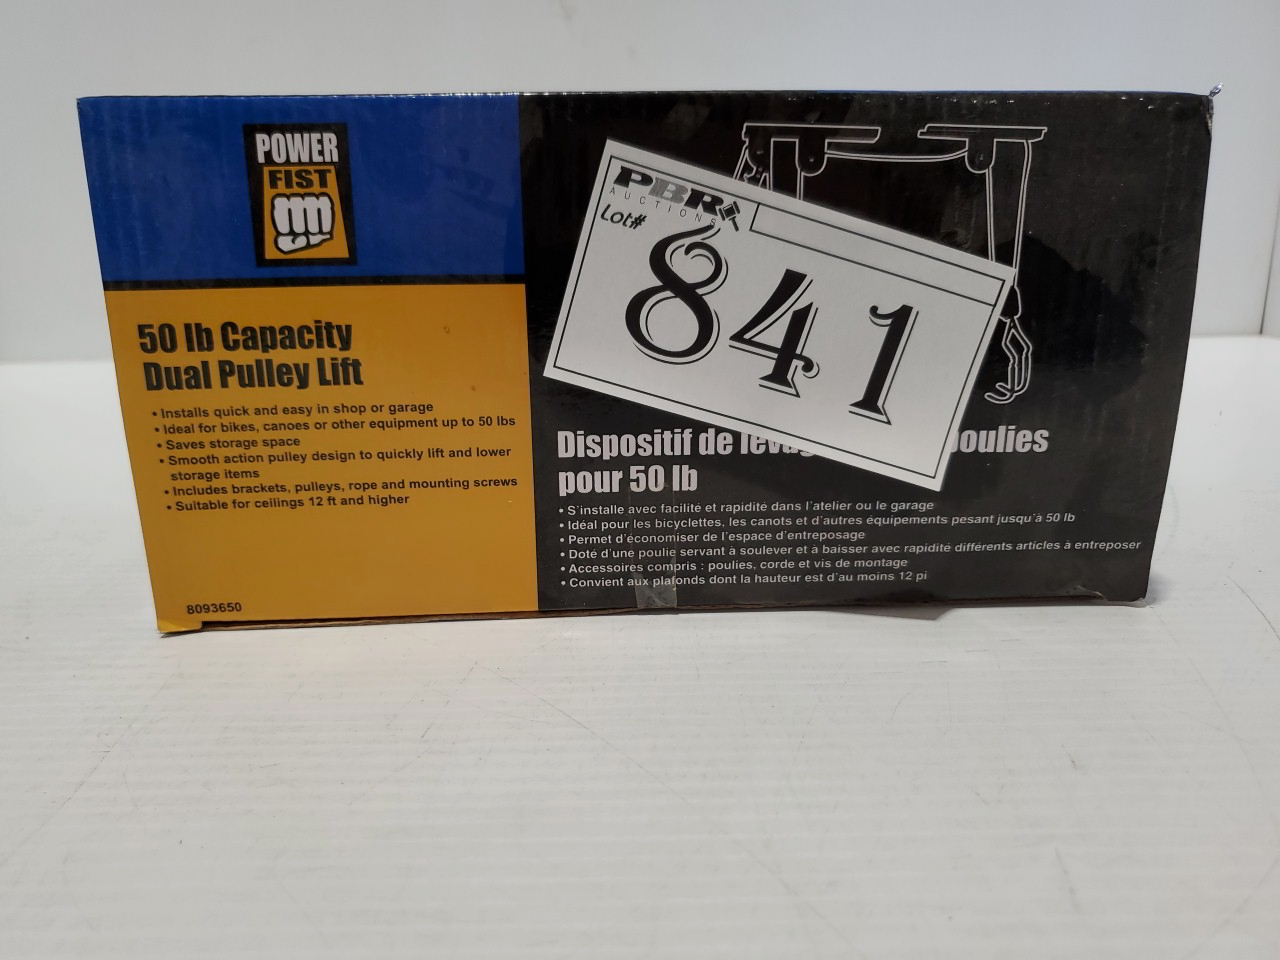 POWER
FIST
50 lb Capacity
Dual Pulley Lift
• Installs quick and easy in shop or garage
• Ideal for bikes, canoes or other equipment up to 50 lbs
• Saves storage space
• Smooth action pulley design to quickly lift and lower
storage items
• Includes brackets, pulleys, rope and mounting screws
• Suitable for ceilings 12 ft and higher
8093650
PBR
AUCTIONS
Lot#
841
Dispositif de
pour 50 lb
• S'installe avec facilité et rapidité dans l'atelier ou le garage
• Idéal pour les bicyclettes, les canots et d'autres équipements pesant jusqu'à 50 lb
• Permet d'économiser de l'espace d'entreposage
• Doté d'une poulie servant à soulever et à baisser avec rapidité différents articles à entreposer
• Accessoires compris : poulies, corde et vis de montage
• Convient aux plafonds dont la hauteur est d'au moins 12 pi